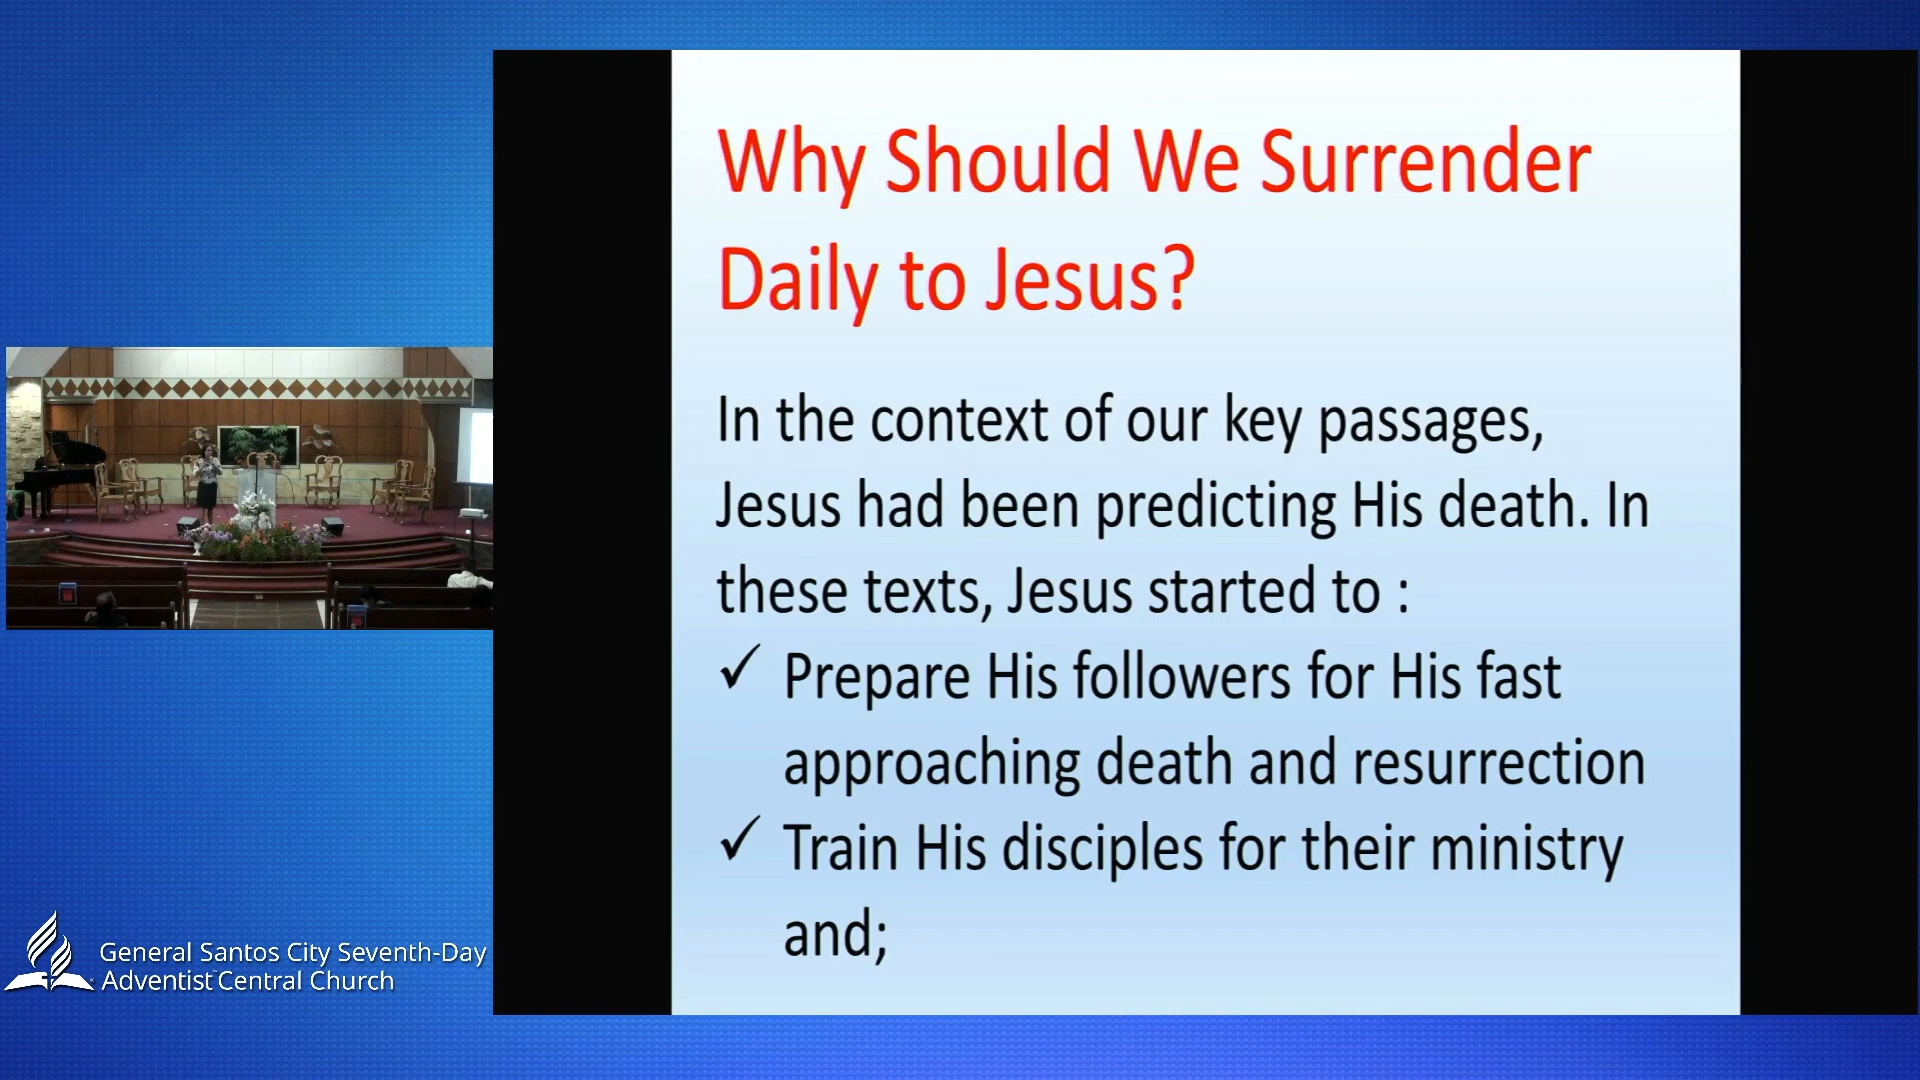 Why Should We Surrender
Daily to Jesus?
In the context of our key passages,
Jesus had been predicting His death. In
these texts, Jesus started to :
✓ Prepare His followers for His fast
approaching death and resurrection
✓ Train His disciples for their ministry
and;
General Santos City Seventh-Day
Adventist Central Church